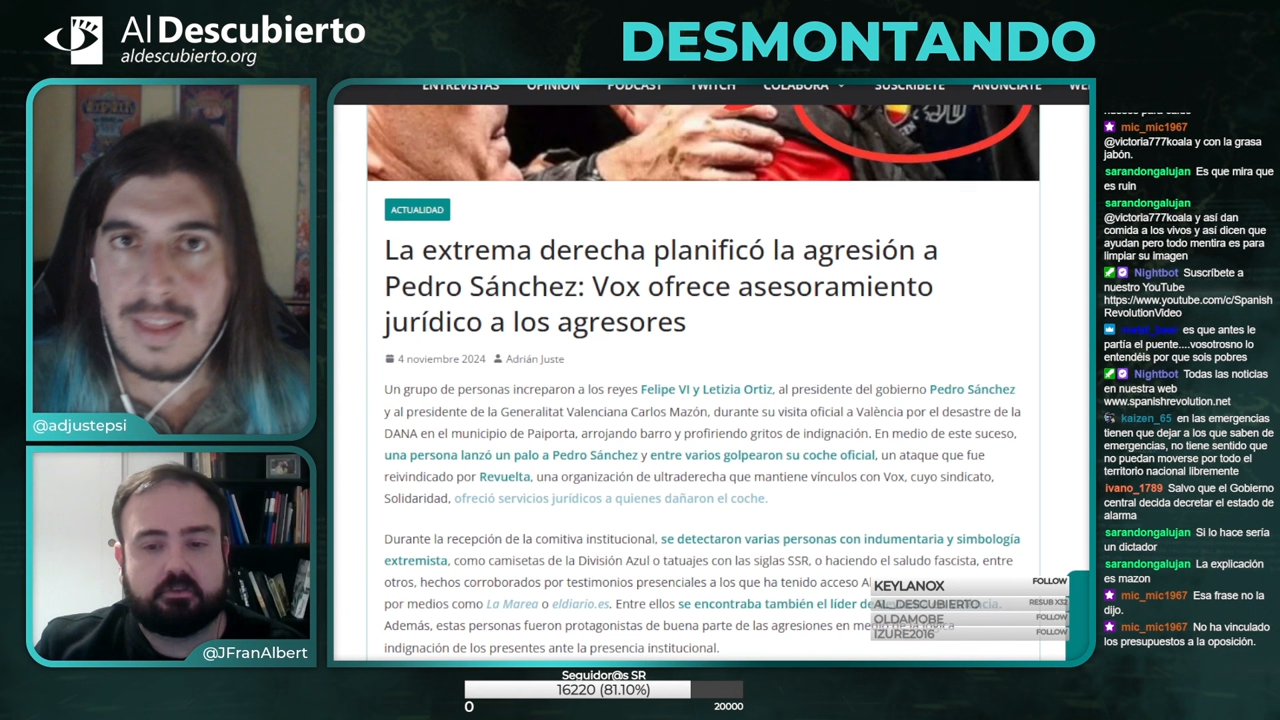 Al Descubierto
aldescubierto.org
DESMONTANDO
@adjustepsi
@JFranAlbert
ENTREVISTAS OPINIÓN PODCAST TWITCH COLABORA SUSCRÍBETE ANÚNCIATE
ACTUALIDAD
La extrema derecha planificó la agresión a
Pedro Sánchez: Vox ofrece asesoramiento
jurídico a los agresores
4 noviembre 2024 Adrián Juste
Un grupo de personas increparon a los reyes Felipe VI y Letizia Ortiz, al presidente del gobierno Pedro Sánchez
y al presidente de la Generalitat Valenciana Carlos Mazón, durante su visita oficial a València por el desastre de la
DANA en el municipio de Paiporta, arrojando barro y profiriendo gritos de indignación. En medio de este suceso,
una persona lanzó un palo a Pedro Sánchez y entre varios golpearon su coche oficial, un ataque que fue
reivindicado por Revuelta, una organización de ultraderecha que mantiene vínculos con Vox, cuyo sindicato,
Solidaridad, ofreció servicios jurídicos a quienes dañaron el coche.
Durante la recepción de la comitiva institucional, se detectaron varias personas con indumentaria y simbología
extremista, como camisetas de la División Azul o tatuajes con las siglas SSR, o haciendo el saludo fascista, entre
otros, hechos corroborados por testimonios presenciales a los que ha tenido acceso
por medios como La Marea o eldiario.es. Entre ellos se encontraba también el líder de
Además, estas personas fueron protagonistas de buena parte de las agresiones en medio de la lógica
indignación de los presentes ante la presencia institucional.
KEYLANOX FOLLOW
AL_DESCUBIERTO RESUB X32
OLDAMOBE FOLLOW
IZURE2016 FOLLOW
mic_mic1967
@victoria777koala y con la grasa
jabón.
sarandongalujan Es que mira que
es ruin
sarandongalujan
@victoria777koala y así dan
comida a los vivos y así dicen que
ayudan pero todo mentira es para
limpiar su imagen
Nightbot Suscríbete a
nuestro YouTube
https://www.youtube.com/c/Spanish
RevolutionVideo
es que antes le
partía el puente....vosotrosno lo
entendéis por que sois pobres
Nightbot Todas las noticias
en nuestra web
www.spanishrevolution.net
kaizen_65 en las emergencias
tienen que dejar a los que saben de
emergencias, no tiene sentido que
no puedan moverse por todo el
territorio nacional libremente
ivano_1789 Salvo que el Gobierno
central decida decretar el estado de
alarma
sarandongalujan Si lo hace sería
un dictador
sarandongalujan La explicación
es mazon
mic_mic1967 Esa frase no la
dijo.
mic_mic1967 No ha vinculado
los presupuestos a la oposición.
Seguidor@s SR
16220 (81.10%)
0 20000